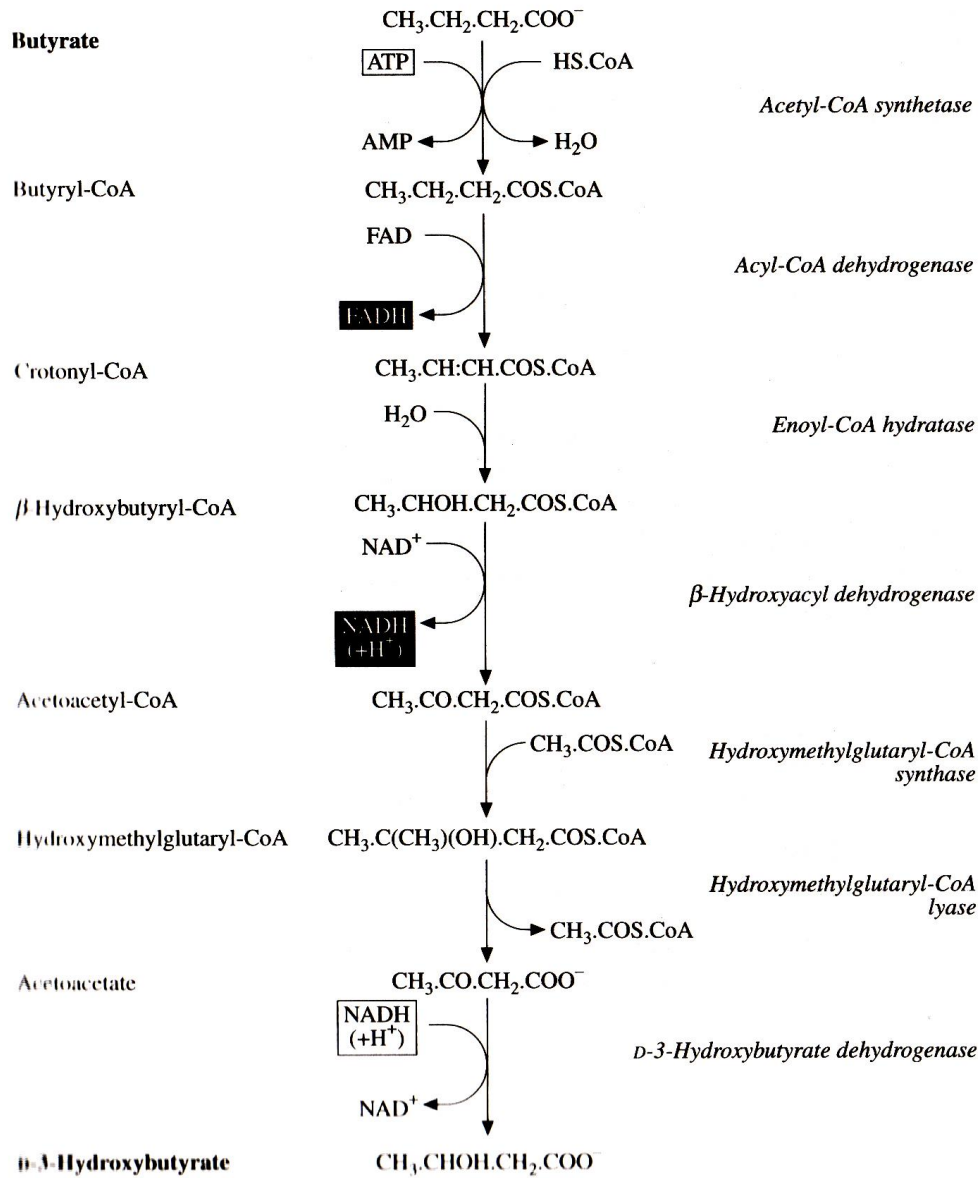 CH₃.CH₂.CH₂.COO⁻
Butyrate
ATP HS.CoA
Acetyl-CoA synthetase
AMP H₂O
Butyryl-CoA CH₃.CH₂.CH₂.COS.CoA
FAD
Acyl-CoA dehydrogenase
FADH
Crotonyl-CoA CH₃.CH:CH.COS.CoA
H₂O
Enoyl-CoA hydratase
β-Hydroxybutyryl-CoA CH₃.CHOH.CH₂.COS.CoA
NAD⁺
β-Hydroxyacyl dehydrogenase
NADH
(+H⁺)
Acetoacetyl-CoA CH₃.CO.CH₂.COS.CoA
CH₃.COS.CoA
Hydroxymethylglutaryl-CoA
synthase
Hydroxymethylglutaryl-CoA CH₃.C(CH₃)(OH).CH₂.COS.CoA
Hydroxymethylglutaryl-CoA
lyase
CH₃.COS.CoA
Acetoacetate CH₃.CO.CH₂.COO⁻
NADH
(+H⁺)
D-3-Hydroxybutyrate dehydrogenase
NAD⁺
D-3-Hydroxybutyrate CH₃.CHOH.CH₂.COO⁻